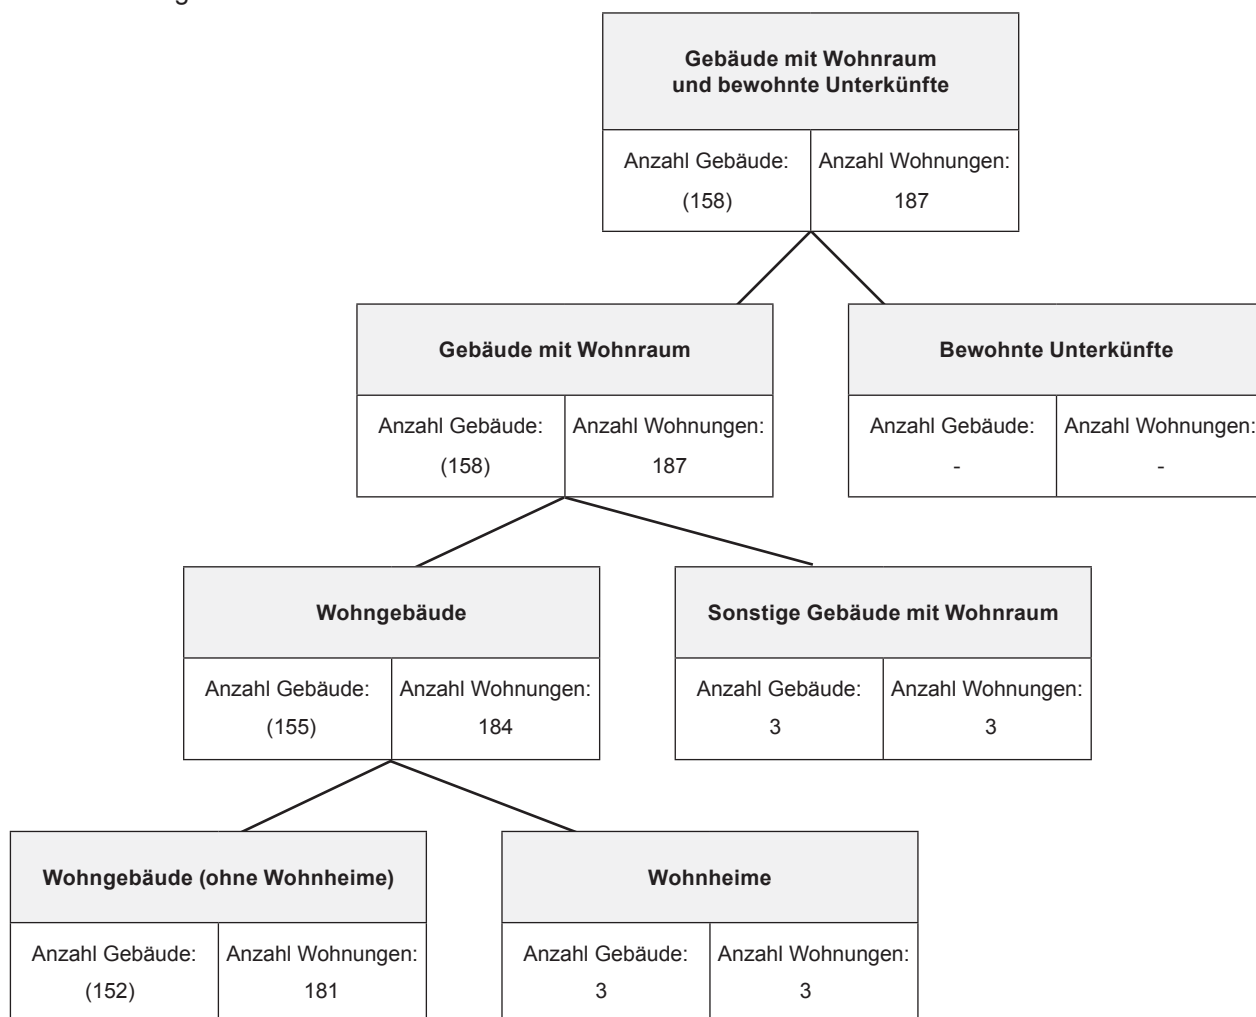 Gebäude mit Wohnraum
und bewohnte Unterkünfte
Anzahl Gebäude:
(158)
Anzahl Wohnungen:
187
Gebäude mit Wohnraum
Anzahl Gebäude:
(158)
Anzahl Wohnungen:
187
Bewohnte Unterkünfte
Anzahl Gebäude:
-
Anzahl Wohnungen:
-
Wohngebäude
Anzahl Gebäude:
(155)
Anzahl Wohnungen:
184
Sonstige Gebäude mit Wohnraum
Anzahl Gebäude:
3
Anzahl Wohnungen:
3
Wohngebäude (ohne Wohnheime)
Anzahl Gebäude:
(152)
Anzahl Wohnungen:
181
Wohnheime
Anzahl Gebäude:
3
Anzahl Wohnungen:
3